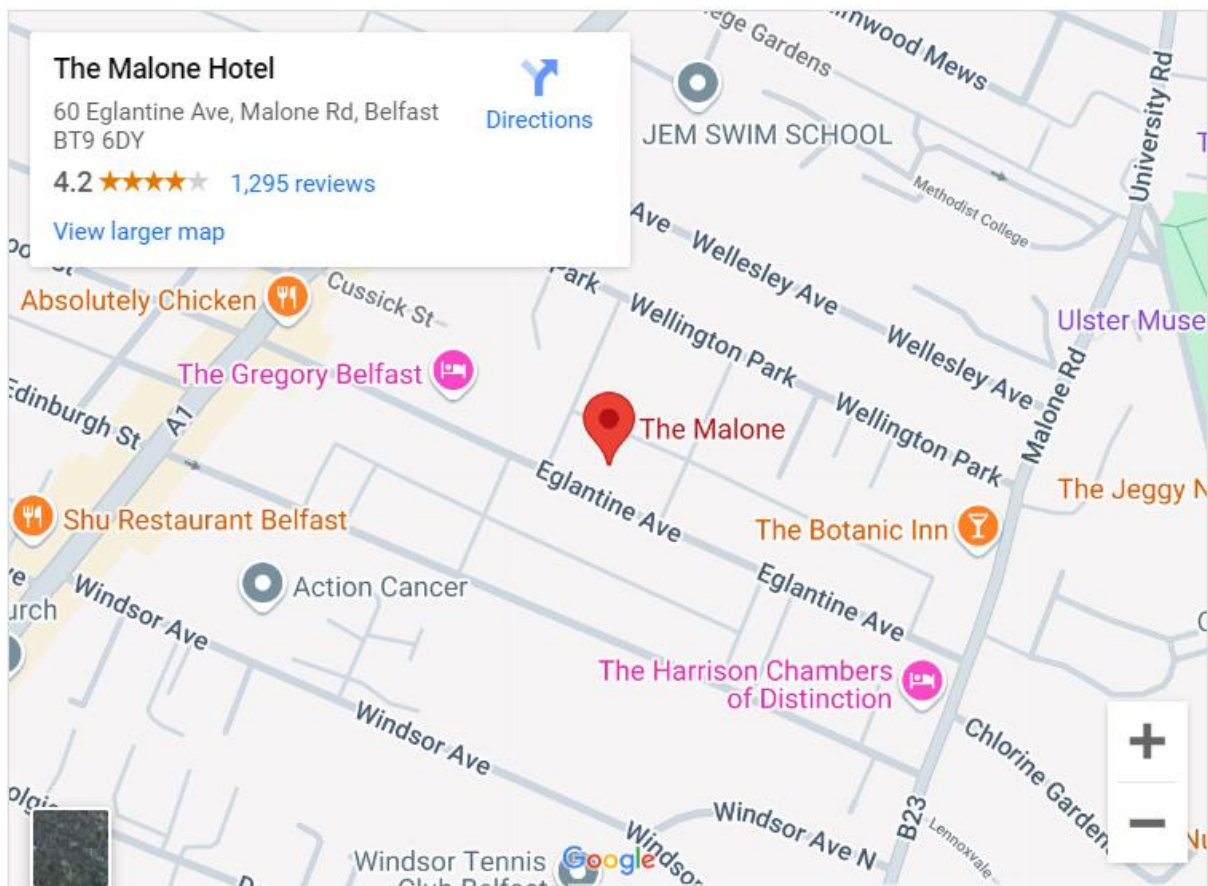 The Malone Hotel
60 Eglantine Ave, Malone Rd, Belfast
BT9 6DY
4.2
1,295 reviews
View larger map
Directions
Gardens
Mews
JEM SWIM SCHOOL
University Rd
Methodist College
Ave
Wellesley Ave
Wellesley Ave
Park
Wellington Park
Wellington Park
Malone Rd
Ulster Muse
Absolutely Chicken
Cussick St
The Gregory Belfast
Edinburgh St
A1
The Malone
Eglantine Ave
Eglantine Ave
The Jeggy N
The Botanic Inn
Shu Restaurant Belfast
Action Cancer
urch
Windsor Ave
Windsor Ave
The Harrison Chambers
of Distinction
Chlorine Garden
Windsor Ave N
B23
Lennoxvale
Windsor Tennis
Google
Windsor
+
−